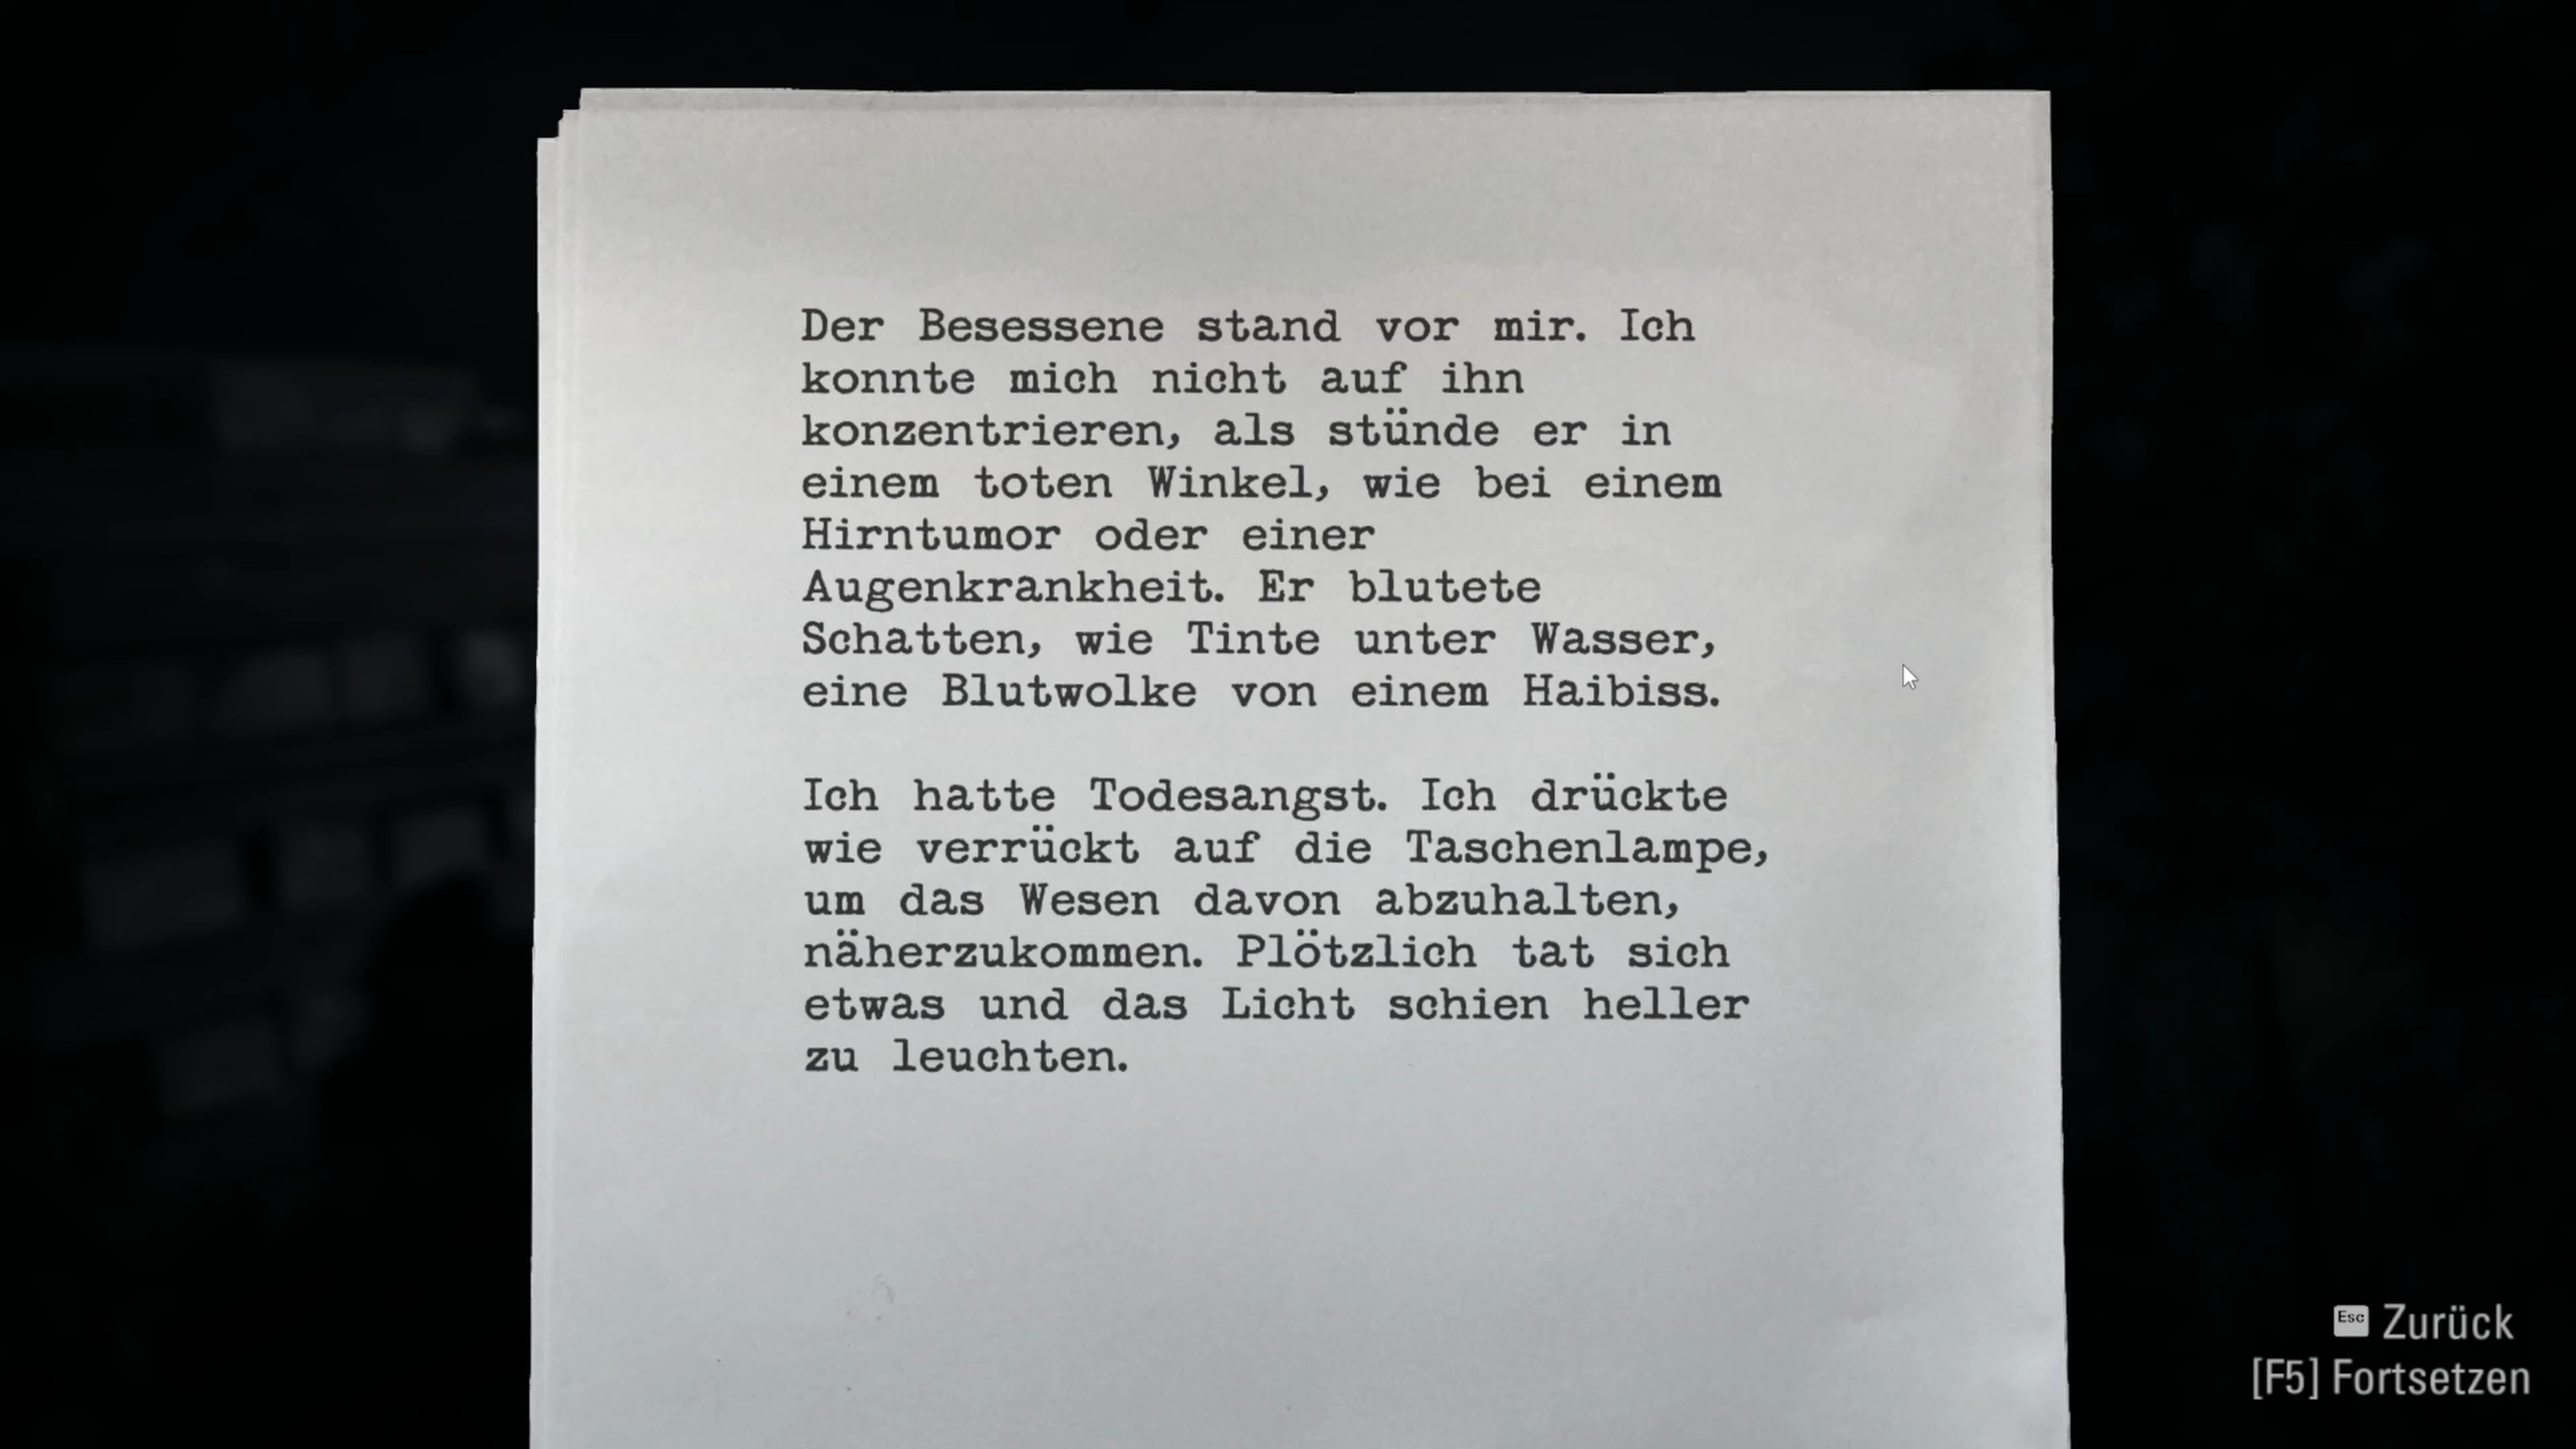 Der Besessene stand vor mir. Ich
konnte mich nicht auf ihn
konzentrieren, als stünde er in
einem toten Winkel, wie bei einem
Hirntumor oder einer
Augenkrankheit. Er blutete
Schatten, wie Tinte unter Wasser,
eine Blutwolke von einem Haibiss.
Ich hatte Todesangst. Ich drückte
wie verrückt auf die Taschenlampe,
um das Wesen davon abzuhalten,
näherzukommen. Plötzlich tat sich
etwas und das Licht schien heller
zu leuchten.
Esc Zurück
[F5] Fortsetzen